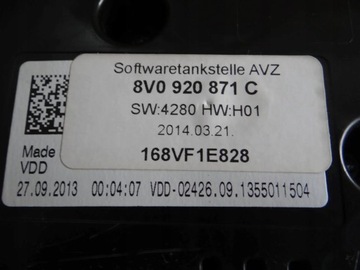 Softwaretankstelle AVZ
8V0 920 871 C
SW:4280 HW:H01
2014.03.21.
168VF1E828
Made
VDD
27.09.2013 00:04:07 VDD-02426.09.1355011504